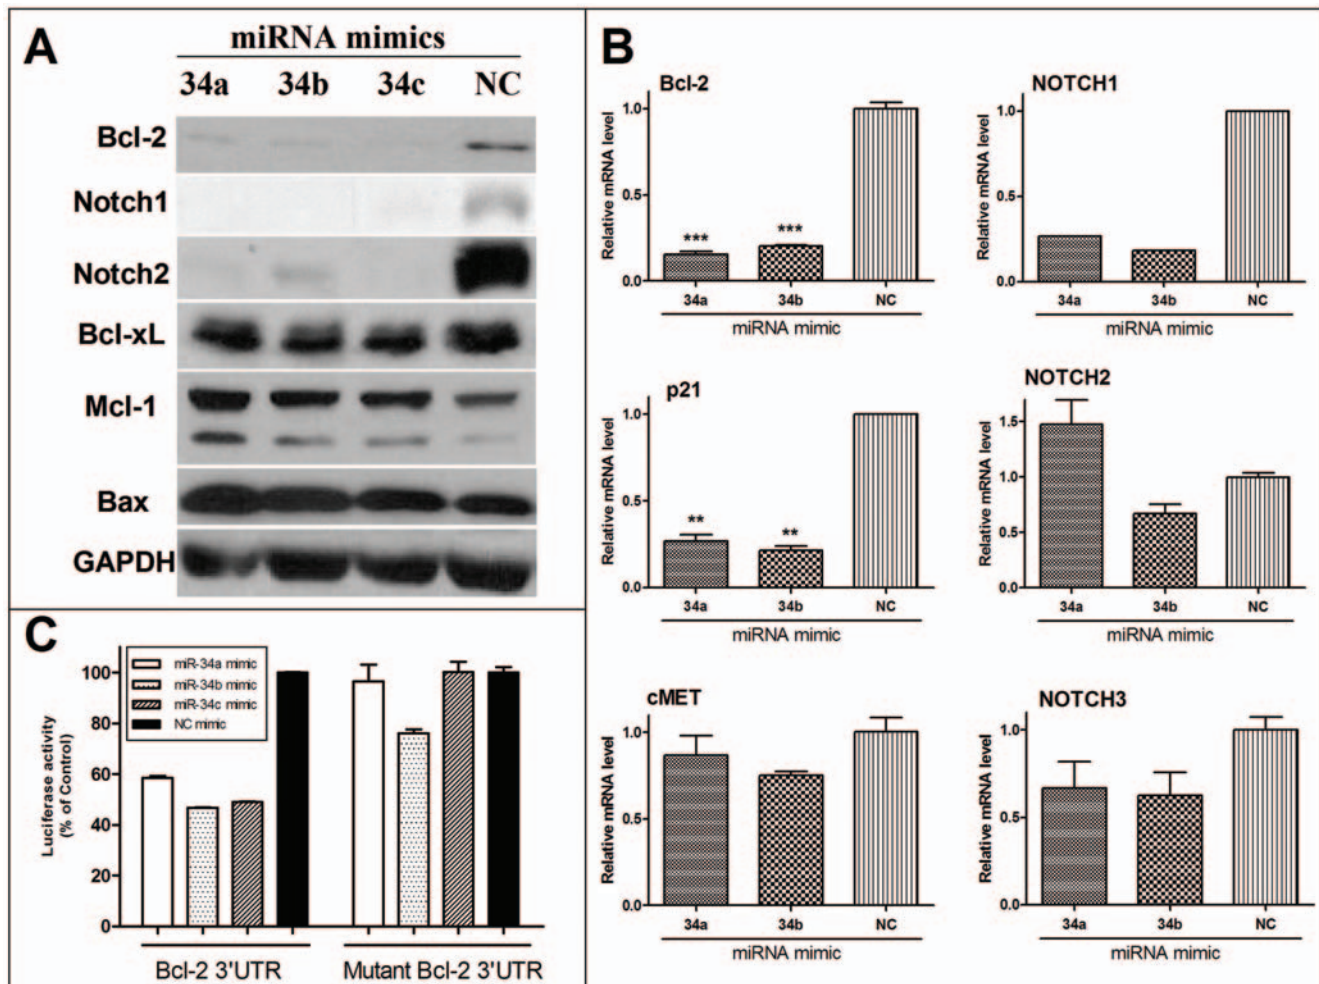 A
miRNA mimics
34a 34b 34c NC
Bcl-2
Notch1
Notch2
Bcl-xL
Mcl-1
Bax
GAPDH
B
Bcl-2
Relative mRNA level
1.0
0.5
0.0
*** ***
34a 34b NC
miRNA mimic
NOTCH1
Relative mRNA level
1.0
0.5
0.0
34a 34b NC
miRNA mimic
p21
Relative mRNA level
1.0
0.5
0.0
** **
34a 34b NC
miRNA mimic
NOTCH2
Relative mRNA level
1.5
1.0
0.5
0.0
34a 34b NC
miRNA mimic
cMET
Relative mRNA level
1.0
0.5
0.0
34a 34b NC
miRNA mimic
NOTCH3
Relative mRNA level
1.0
0.5
0.0
34a 34b NC
miRNA mimic
C
miR-34a mimic
miR-34b mimic
miR-34c mimic
NC mimic
Luciferase activity
(% of Control)
100
80
60
40
20
0
Bcl-2 3'UTR Mutant Bcl-2 3'UTR